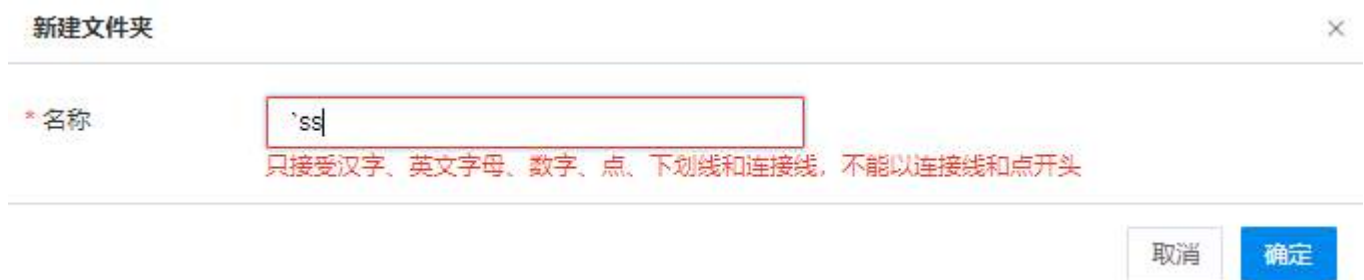 新建文件夹
* 名称
`ss
只接受汉字、英文字母、数字、点、下划线和连接线，不能以连接线和点开头
取消 确定